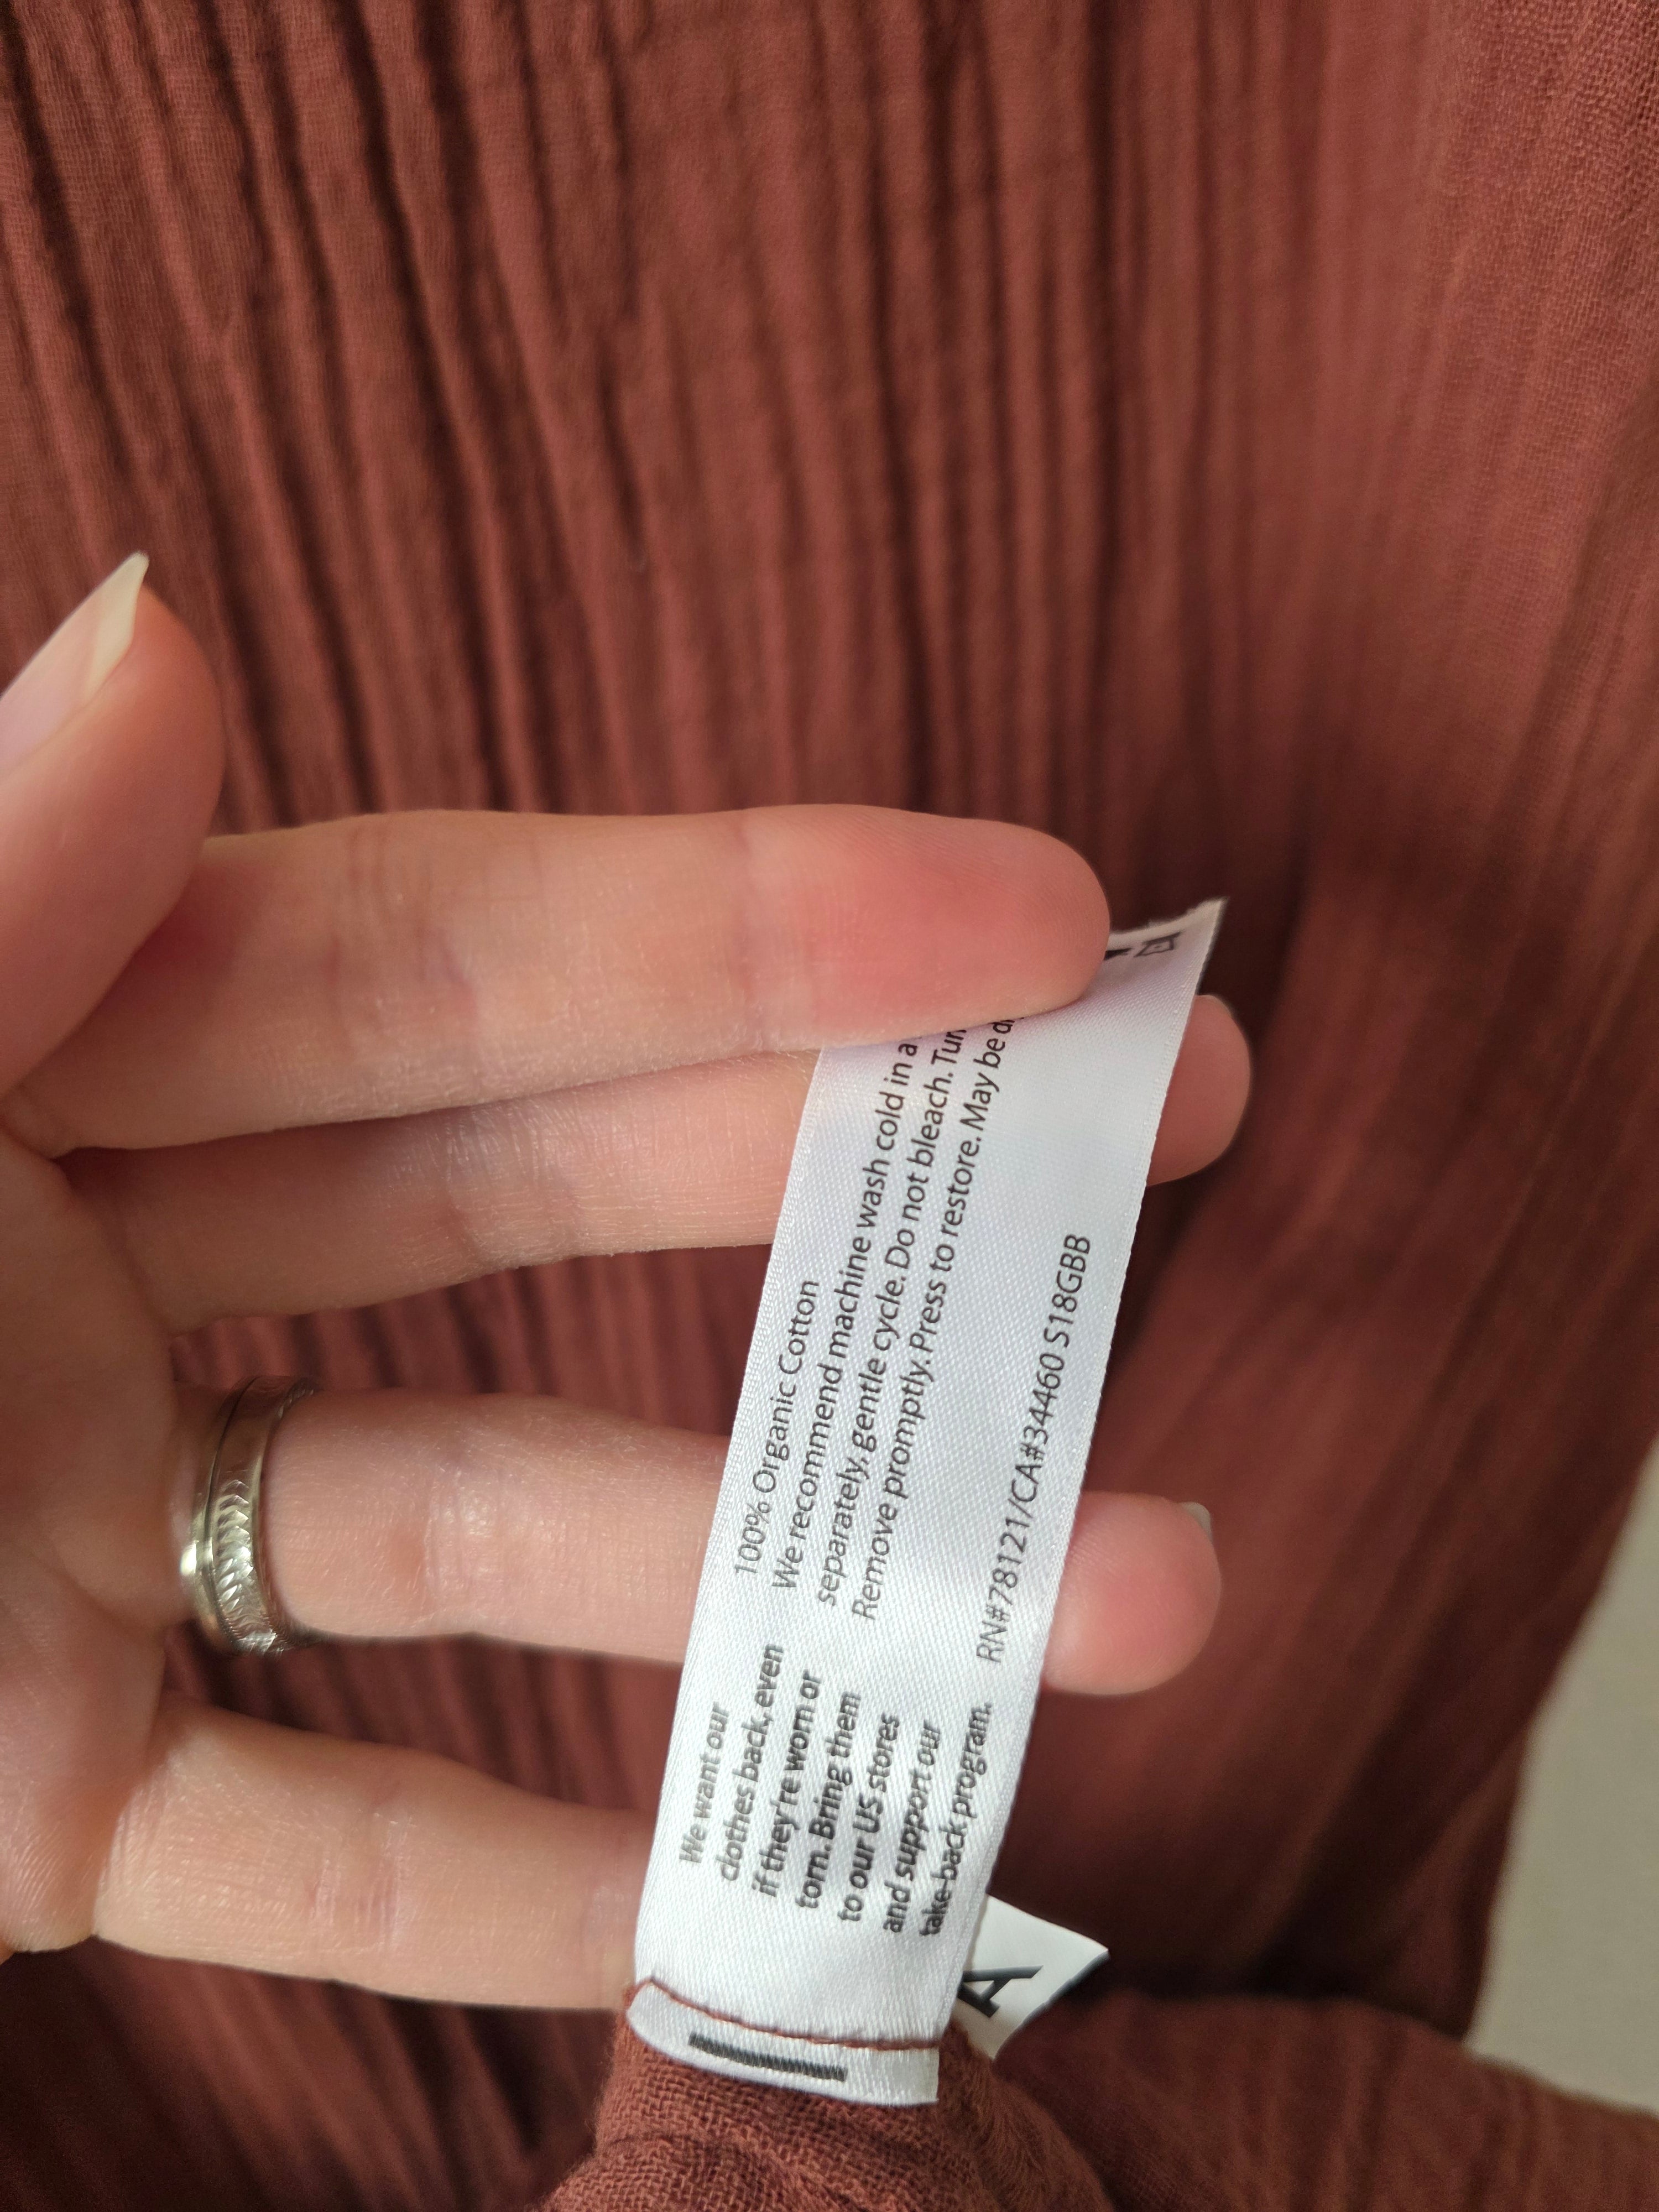 We want our
clothes back, even
if they're worn or
torn. Bring them
to our US stores
and support our
take-back program.
100% Organic Cotton
We recommend machine wash cold in a
separately, gentle cycle. Do not bleach.
Remove promptly. Press to restore. May be
RN#78121/CA#34460 S18GBB
A